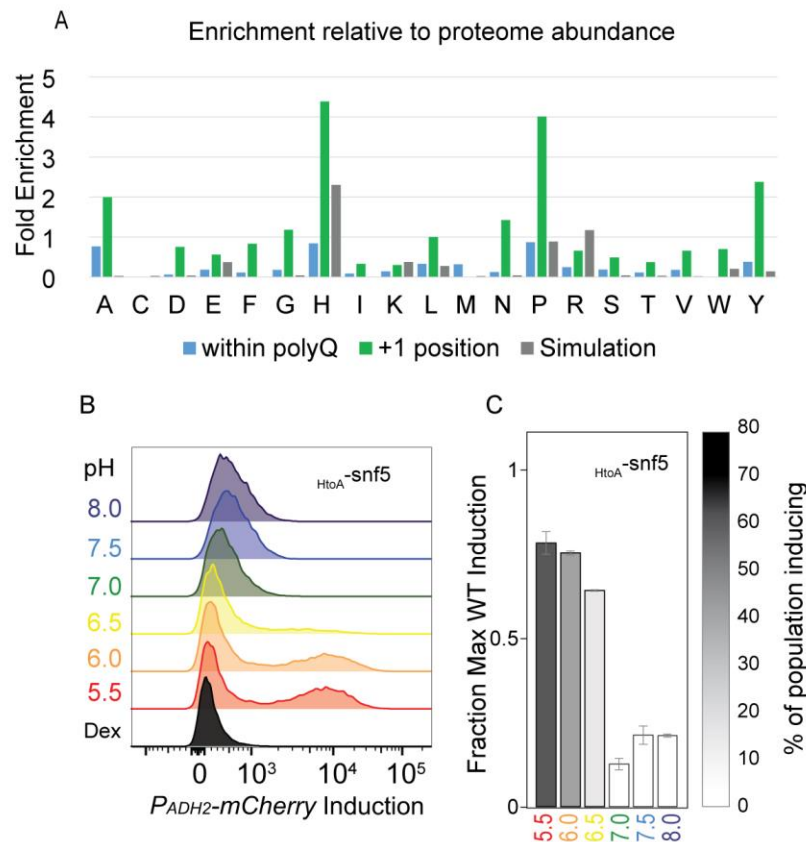 A
Enrichment relative to proteome abundance
Fold Enrichment
5
4
3
2
1
0
A C D E F G H I K L M N P R S T V W Y
within polyQ +1 position Simulation
B
pH
HtoA-snf5
8.0
7.5
7.0
6.5
6.0
5.5
Dex
0 10³ 10⁴ 10⁵
PADH2-mCherry Induction
C
HtoA-snf5
Fraction Max WT Induction
1
0.5
0
5.5 6.0 6.5 7.0 7.5 8.0
80
70
60
50
40
30
20
10
0
% of population inducing